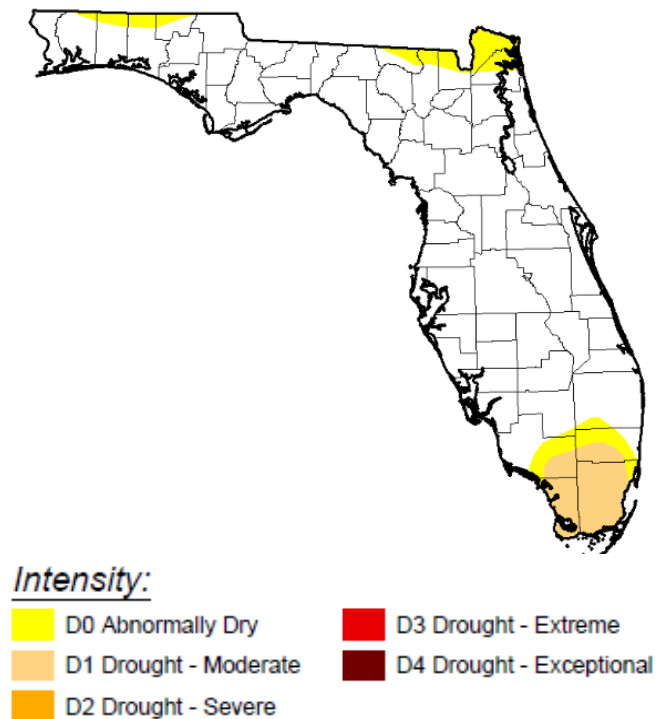 Intensity:
D0 Abnormally Dry
D1 Drought - Moderate
D2 Drought - Severe
D3 Drought - Extreme
D4 Drought - Exceptional